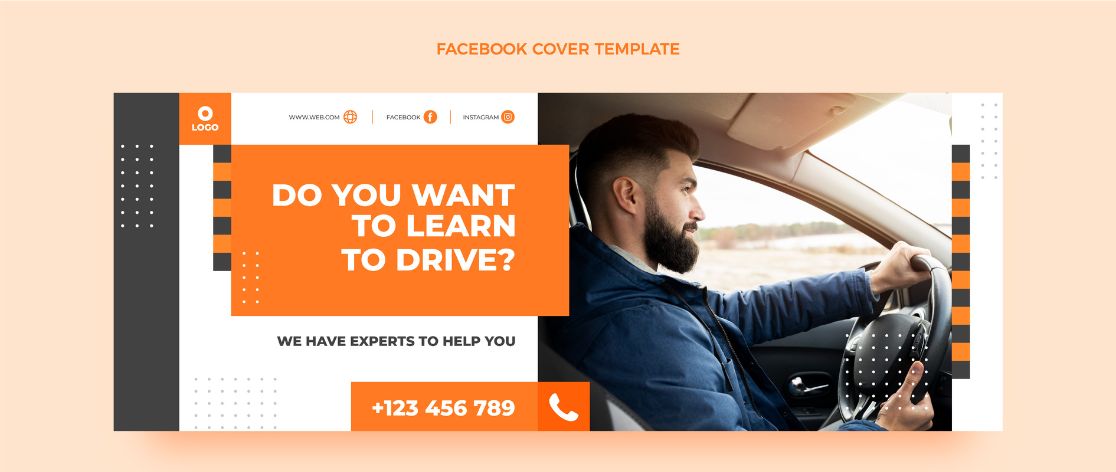 FACEBOOK COVER TEMPLATE
LOGO
WWW.WEB.COM
FACEBOOK
INSTAGRAM
DO YOU WANT
TO LEARN
TO DRIVE?
WE HAVE EXPERTS TO HELP YOU
+123 456 789